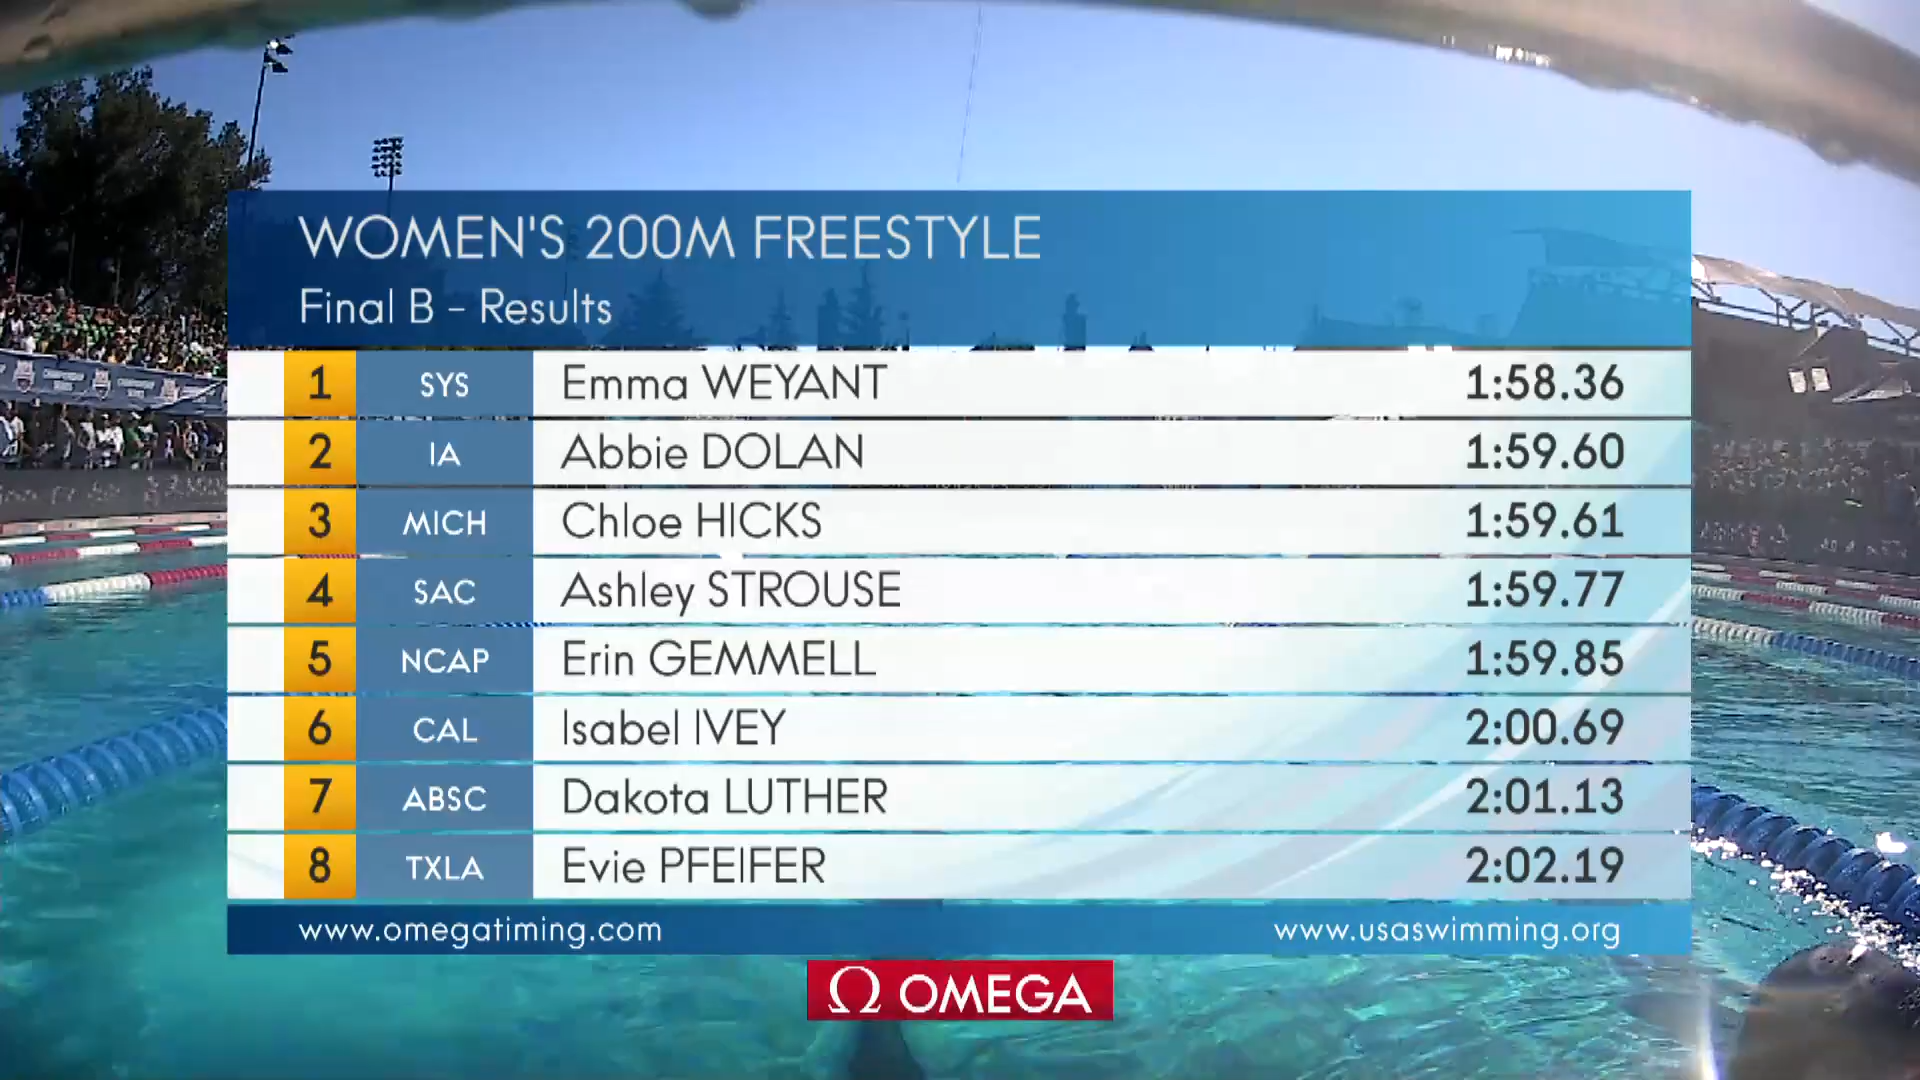 WOMEN'S 200M FREESTYLE
Final B - Results
1 SYS Emma WEYANT 1:58.36
2 IA Abbie DOLAN 1:59.60
3 MICH Chloe HICKS 1:59.61
4 SAC Ashley STROUSE 1:59.77
5 NCAP Erin GEMMELL 1:59.85
6 CAL Isabel IVEY 2:00.69
7 ABSC Dakota LUTHER 2:01.13
8 TXLA Evie PFEIFER 2:02.19
www.omegatiming.com www.usaswimming.org
Ω OMEGA